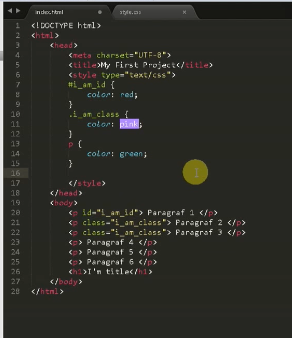 index.html
style.css
1 <!DOCTYPE html>
2 <html>
3 <head>
4 <meta charset="UTF-8">
5 <title>My First Project</title>
6 <style type="text/css">
7 #i_am_id {
8 color: red;
9 }
10 .i_am_class {
11 color: pink;
12 }
13 p {
14 color: green;
15 }
16
17 </style>
18 </head>
19 <body>
20 <p id="i_am_id"> Paragraf 1 </p>
21 <p class="i_am_class"> Paragraf 2 </p>
22 <p class="i_am_class"> Paragraf 3 </p>
23 <p> Paragraf 4 </p>
24 <p> Paragraf 5 </p>
25 <p> Paragraf 6 </p>
26 <h1>I'm title</h1>
27 </body>
28 </html>